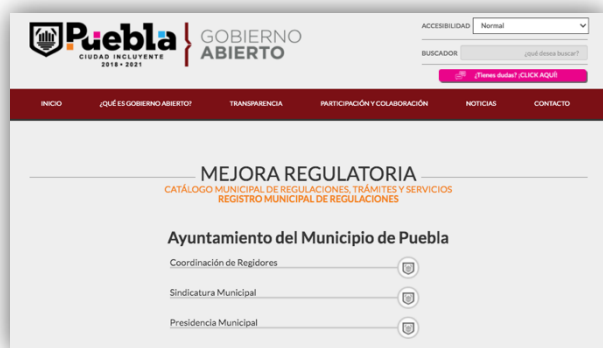 Puebla
CIUDAD INCLUYENTE
2018 - 2021
GOBIERNO
ABIERTO
ACCESIBILIDAD Normal
BUSCADOR ¿qué desea buscar?
¿Tienes dudas? ¡CLICK AQUÍ!
INICIO ¿QUÉ ES GOBIERNO ABIERTO? TRANSPARENCIA PARTICIPACIÓN Y COLABORACIÓN NOTICIAS CONTACTO
MEJORA REGULATORIA
CATÁLOGO MUNICIPAL DE REGULACIONES, TRÁMITES Y SERVICIOS
REGISTRO MUNICIPAL DE REGULACIONES
Ayuntamiento del Municipio de Puebla
Coordinación de Regidores
Sindicatura Municipal
Presidencia Municipal